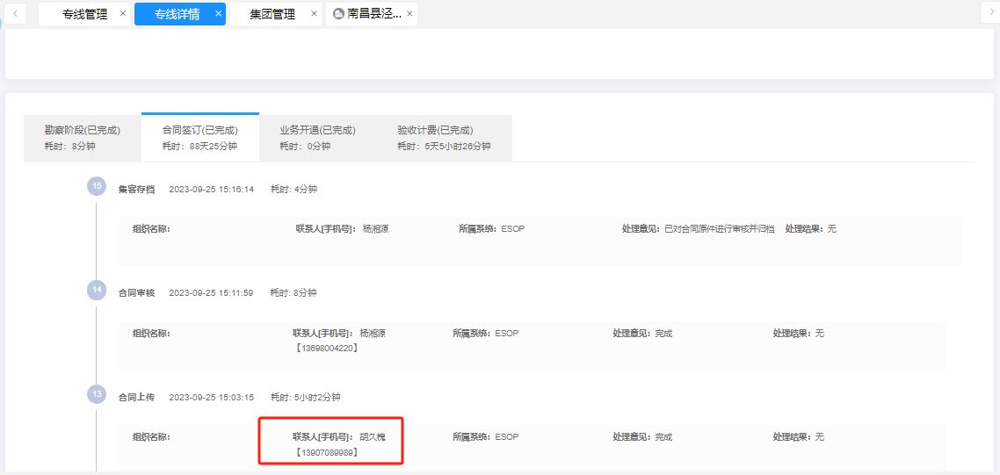 专线管理 × 专线详情 × 集团管理 × 南昌县泾... ×
勘察阶段(已完成) 合同签订(已完成) 业务开通(已完成) 验收计费(已完成)
耗时：8分钟 耗时：88天25分钟 耗时：0分钟 耗时：5天5小时26分钟
15 集客存档 2023-09-25 15:16:14 耗时: 4分钟
组织名称： 联系人[手机号]： 杨湘源 所属系统：ESOP 处理意见：已对合同原件进行审核并归档 处理结果：无
14 合同审核 2023-09-25 15:11:59 耗时: 8分钟
组织名称： 联系人[手机号]： 杨湘源 所属系统：ESOP 处理意见：完成 处理结果：无
【13698004220】
13 合同上传 2023-09-25 15:03:15 耗时: 5小时2分钟
组织名称： 联系人[手机号]： 胡久槐 所属系统：ESOP 处理意见：完成 处理结果：无
【13907089989】